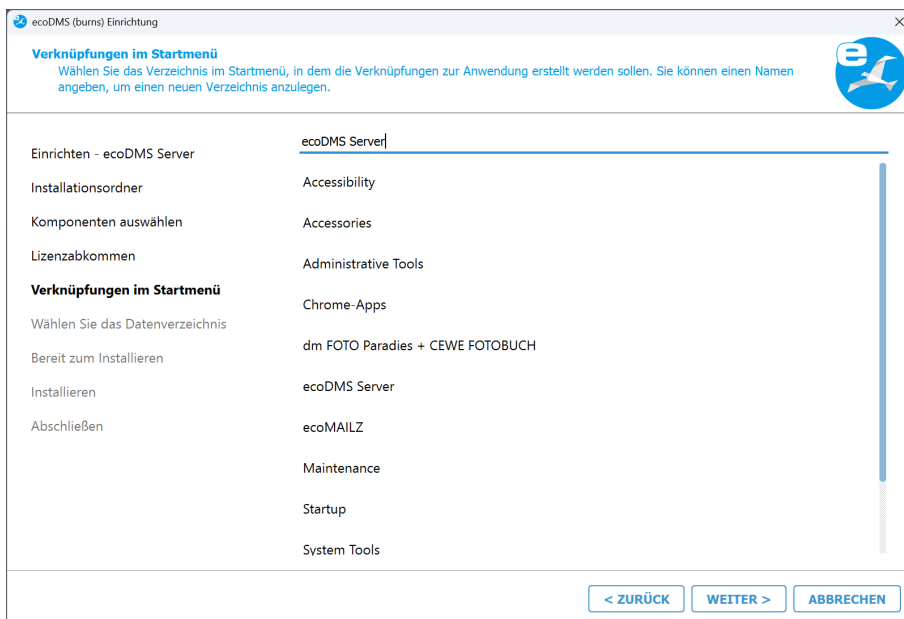 ecoDMS (burns) Einrichtung
Verknüpfungen im Startmenü
Wählen Sie das Verzeichnis im Startmenü, in dem die Verknüpfungen zur Anwendung erstellt werden sollen. Sie können einen Namen
angeben, um einen neuen Verzeichnis anzulegen.
e
Einrichten - ecoDMS Server
Installationsordner
Komponenten auswählen
Lizenzabkommen
Verknüpfungen im Startmenü
Wählen Sie das Datenverzeichnis
Bereit zum Installieren
Installieren
Abschließen
ecoDMS Server
Accessibility
Accessories
Administrative Tools
Chrome-Apps
dm FOTO Paradies + CEWE FOTOBUCH
ecoDMS Server
ecoMAILZ
Maintenance
Startup
System Tools
< ZURÜCK
WEITER >
ABBRECHEN